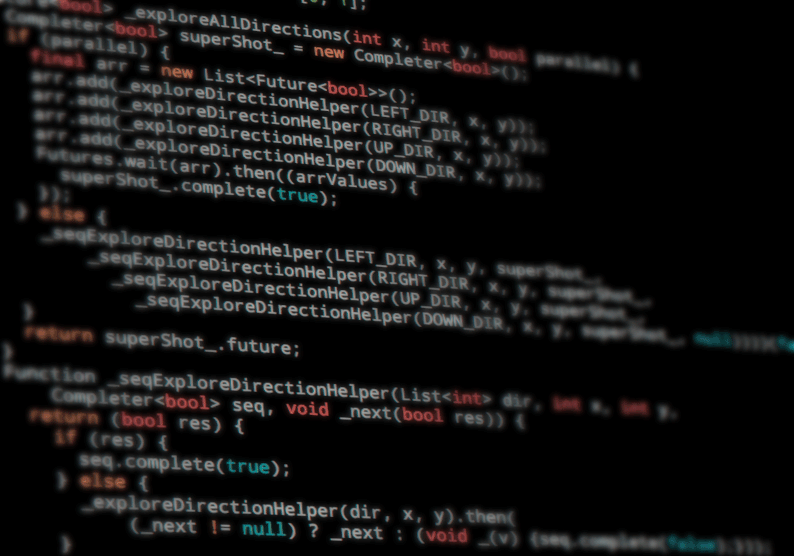 bool> _exploreAllDirections(int x, int y, bool parallel) {
Completer<bool> superShot_ = new Completer<bool>();
if (parallel) {
final arr = new List<Future<bool>>();
arr.add(_exploreDirectionHelper(LEFT_DIR, x, y));
arr.add(_exploreDirectionHelper(RIGHT_DIR, x, y));
arr.add(_exploreDirectionHelper(UP_DIR, x, y));
arr.add(_exploreDirectionHelper(DOWN_DIR, x, y));
Futures.wait(arr).then((arrValues) {
superShot_.complete(true);
});
} else {
_seqExploreDirectionHelper(LEFT_DIR, x, y, superShot_,
_seqExploreDirectionHelper(RIGHT_DIR, x, y, superShot_,
_seqExploreDirectionHelper(UP_DIR, x, y, superShot_,
_seqExploreDirectionHelper(DOWN_DIR, x, y, superShot_, null))))(
}
return superShot_.future;
}
Function _seqExploreDirectionHelper(List<int> dir, int x, int y,
Completer<bool> seq, void _next(bool res)) {
return (bool res) {
if (res) {
seq.complete(true);
} else {
_exploreDirectionHelper(dir, x, y).then(
(_next != null) ? _next : (void _(v) {seq.complete(false);}));
}